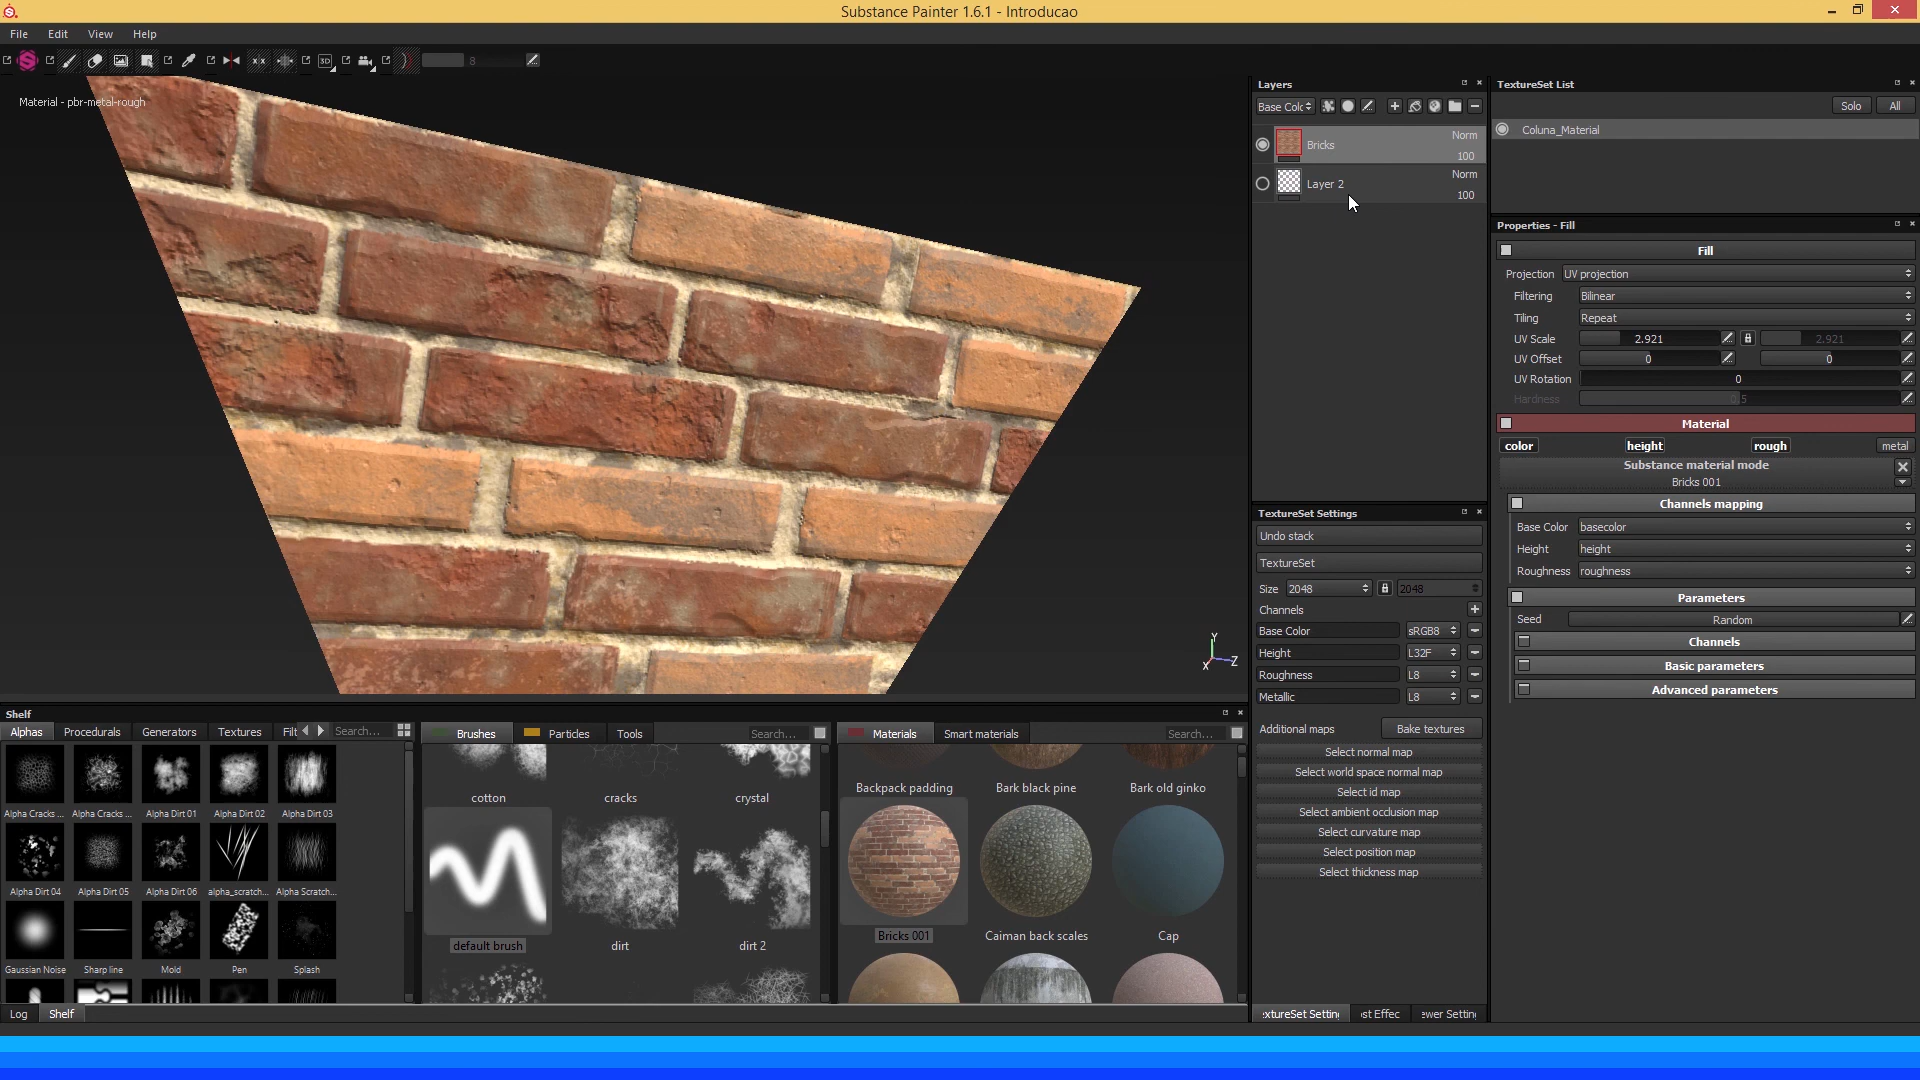 Substance Painter 1.6.1 - Introducao
File Edit View Help
8
Material - pbr-metal-rough
Y
Z
X
Layers
Base Colc
Bricks
Norm
100
Layer 2
Norm
100
TextureSet List
Solo All
Coluna_Material
Properties - Fill
Fill
Projection UV projection
Filtering Bilinear
Tiling Repeat
UV Scale 2.921 2.921
UV Offset 0 0
UV Rotation 0
Hardness 0.5
Material
color height rough metal
Substance material mode
Bricks 001
Channels mapping
Base Color basecolor
Height height
Roughness roughness
Parameters
Seed Random
Channels
Basic parameters
Advanced parameters
TextureSet Settings
Undo stack
TextureSet
Size 2048 2048
Channels
Base Color sRGB8
Height L32F
Roughness L8
Metallic L8
Additional maps Bake textures
Select normal map
Select world space normal map
Select id map
Select ambient occlusion map
Select curvature map
Select position map
Select thickness map
extureSet Settin ost Effec ewer Settin
Shelf
Alphas Procedurals Generators Textures Filt Search...
Alpha Cracks ... Alpha Cracks ... Alpha Dirt 01 Alpha Dirt 02 Alpha Dirt 03
Alpha Dirt 04 Alpha Dirt 05 Alpha Dirt 06 alpha_scratch... Alpha Scratch...
Gaussian Noise Sharp line Mold Pen Splash
Brushes Particles Tools Search...
cotton cracks crystal
default brush dirt dirt 2
Materials Smart materials Search...
Backpack padding Bark black pine Bark old ginko
Bricks 001 Caiman back scales Cap
Log Shelf